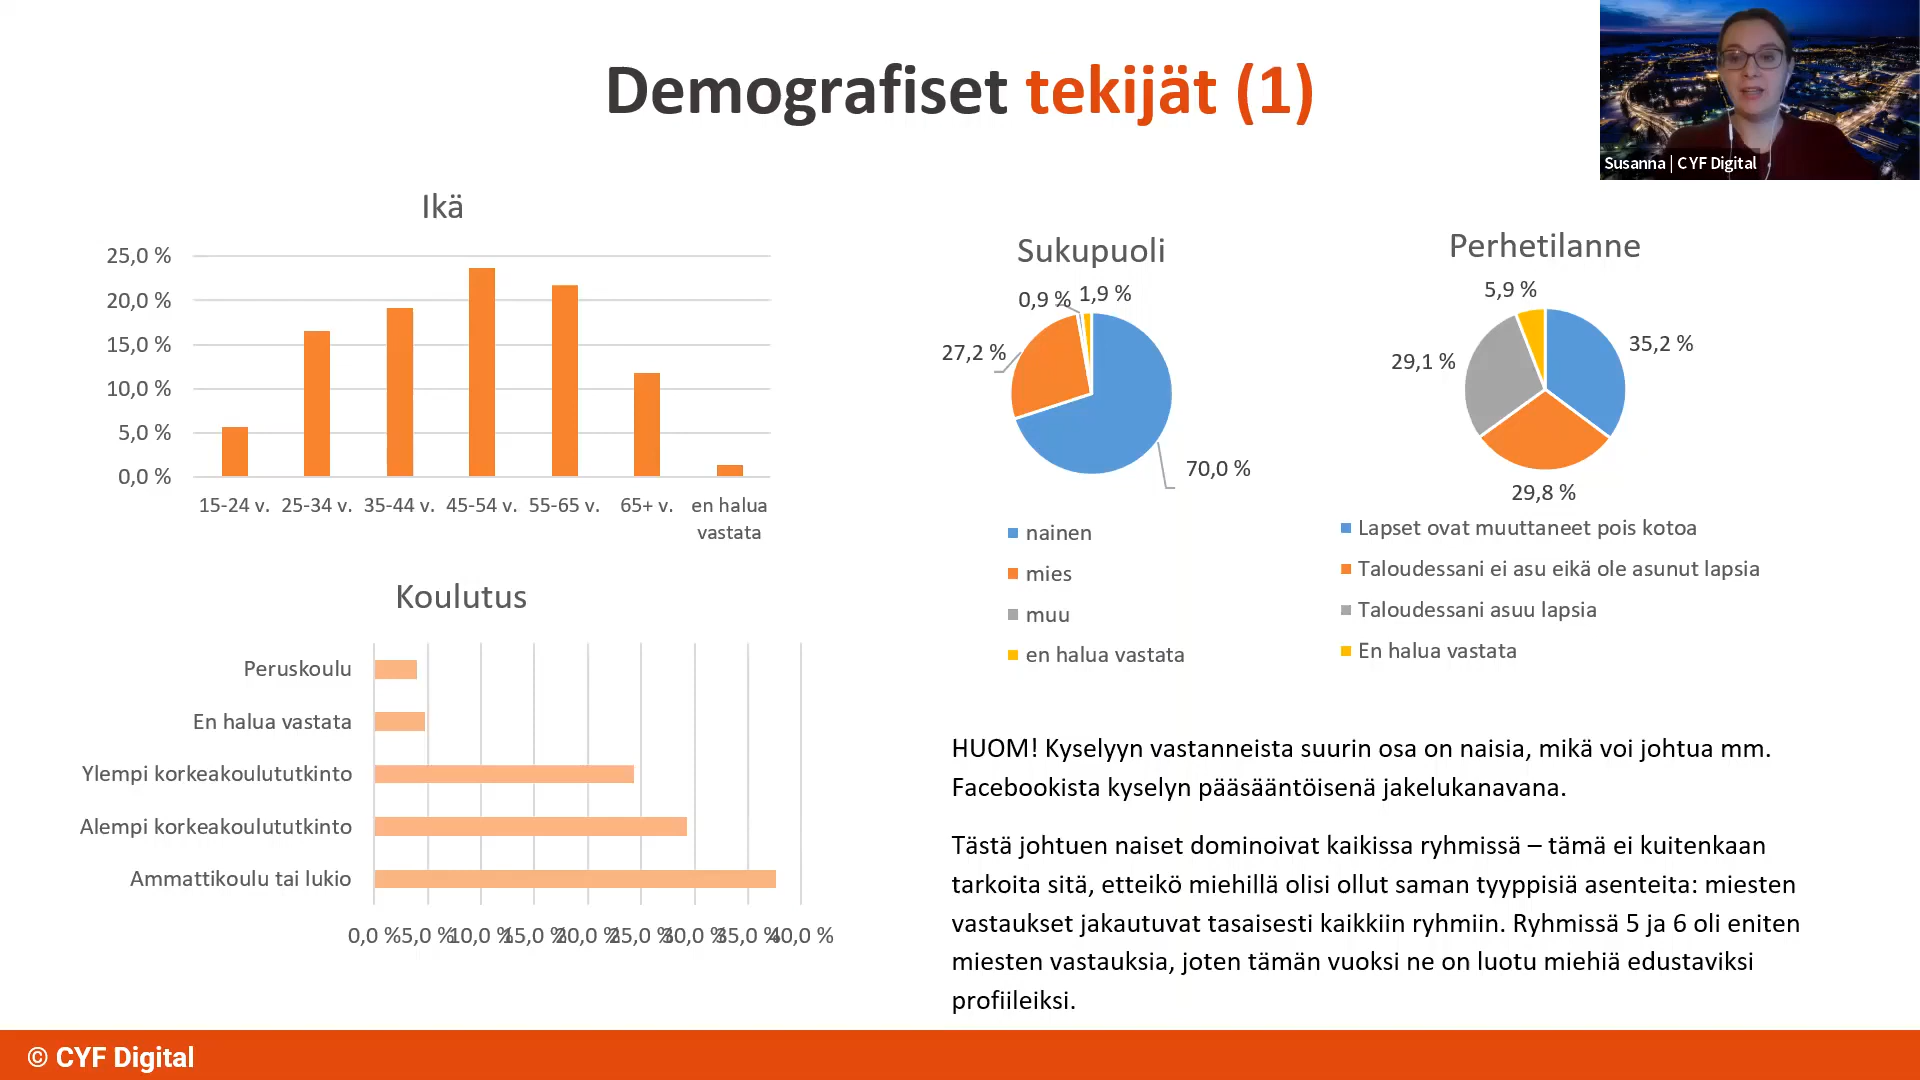 Demografiset tekijät (1)
Susanna | CYF Digital
Ikä
25,0 %
20,0 %
15,0 %
10,0 %
5,0 %
0,0 %
15-24 v. 25-34 v. 35-44 v. 45-54 v. 55-65 v. 65+ v. en halua
vastata
Koulutus
Peruskoulu
En halua vastata
Ylempi korkeakoulututkinto
Alempi korkeakoulututkinto
Ammattikoulu tai lukio
0,0 % 5,0 % 10,0 % 15,0 % 20,0 % 25,0 % 30,0 % 35,0 % 40,0 %
Sukupuoli
0,9 % 1,9 %
27,2 %
70,0 %
nainen
mies
muu
en halua vastata
Perhetilanne
5,9 %
35,2 %
29,1 %
29,8 %
Lapset ovat muuttaneet pois kotoa
Taloudessani ei asu eikä ole asunut lapsia
Taloudessani asuu lapsia
En halua vastata
HUOM! Kyselyyn vastanneista suurin osa on naisia, mikä voi johtua mm.
Facebookista kyselyn pääsääntöisenä jakelukanavana.
Tästä johtuen naiset dominoivat kaikissa ryhmissä – tämä ei kuitenkaan
tarkoita sitä, etteikö miehillä olisi ollut saman tyyppisiä asenteita: miesten
vastaukset jakautuvat tasaisesti kaikkiin ryhmiin. Ryhmissä 5 ja 6 oli eniten
miesten vastauksia, joten tämän vuoksi ne on luotu miehiä edustaviksi
profiileiksi.
© CYF Digital